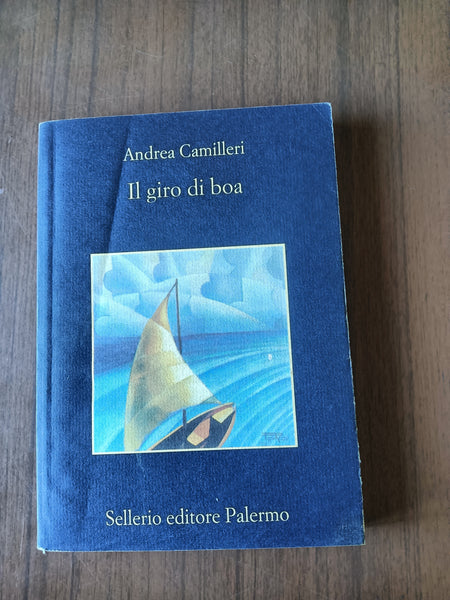 Andrea Camilleri
Il giro di boa
Sellerio editore Palermo